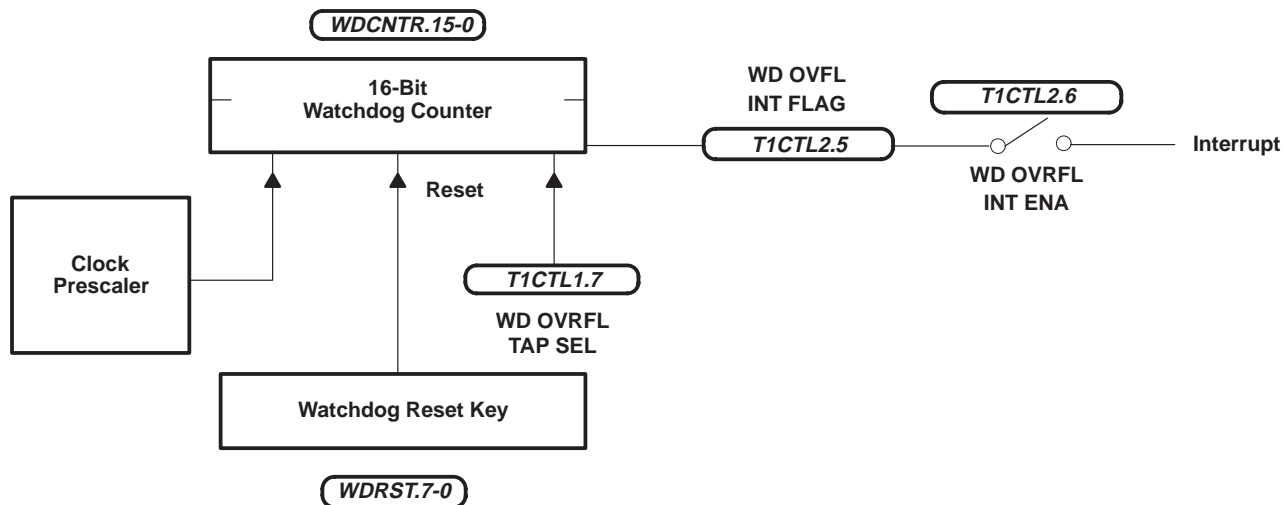 WDCNTR.15-0
16-Bit
Watchdog Counter
WD OVFL
INT FLAG
T1CTL2.5
T1CTL2.6
WD OVRFL
INT ENA
Interrupt
Reset
Clock
Prescaler
T1CTL1.7
WD OVRFL
TAP SEL
Watchdog Reset Key
WDRST.7-0